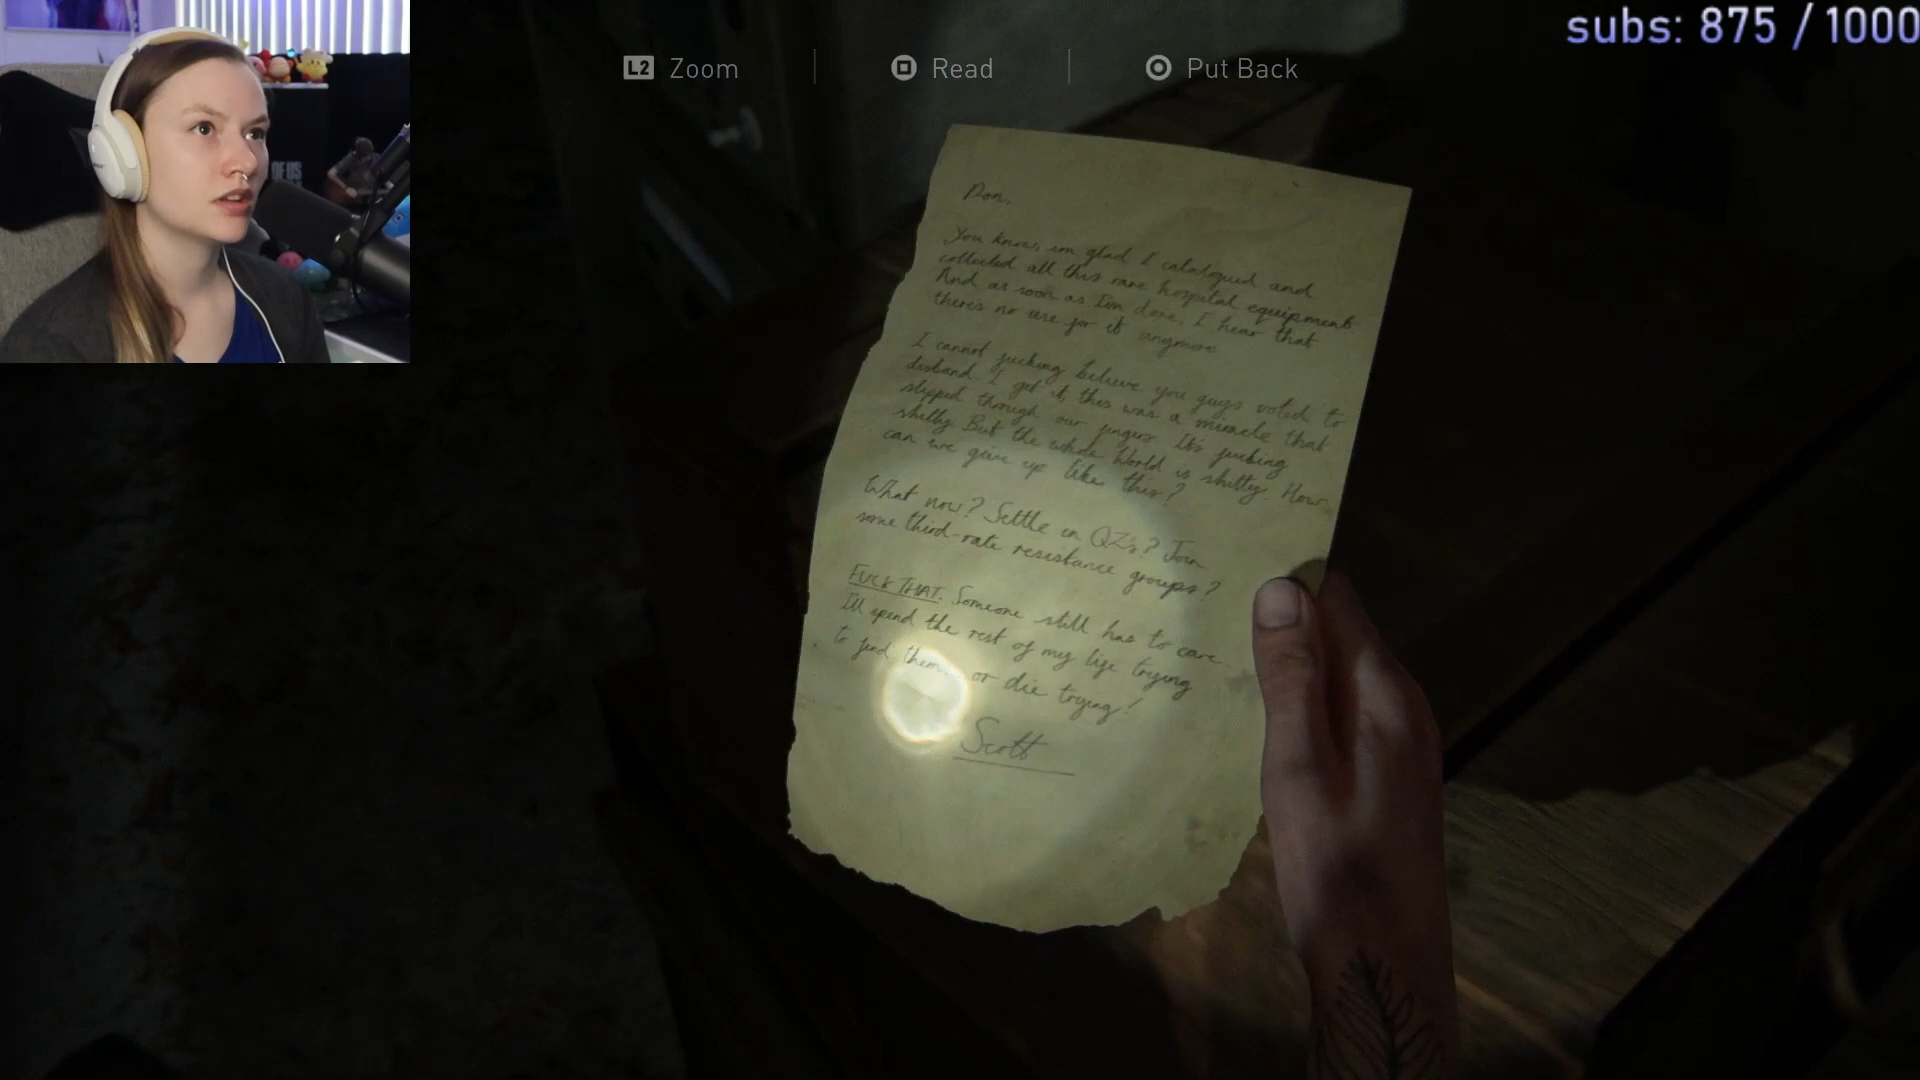 subs: 875 / 1000
L2 Zoom
Read
Put Back
OF US
Don,
You know, im glad I catalogued and
collected all this rare hospital equipment.
And as soon as I'm done, I hear that
there's no use for it anymore.
I cannot fucking believe you guys voted to
disband. I get it, this was a miracle that
slipped through our fingers. It's fucking
shitty. But the whole World is shitty. How
can we give up like this?
What now? Settle in QZ's? Join
some third-rate resistance groups?
FUCK THAT. Someone still has to care.
I'll spend the rest of my life trying
to find them... or die trying!
Scott